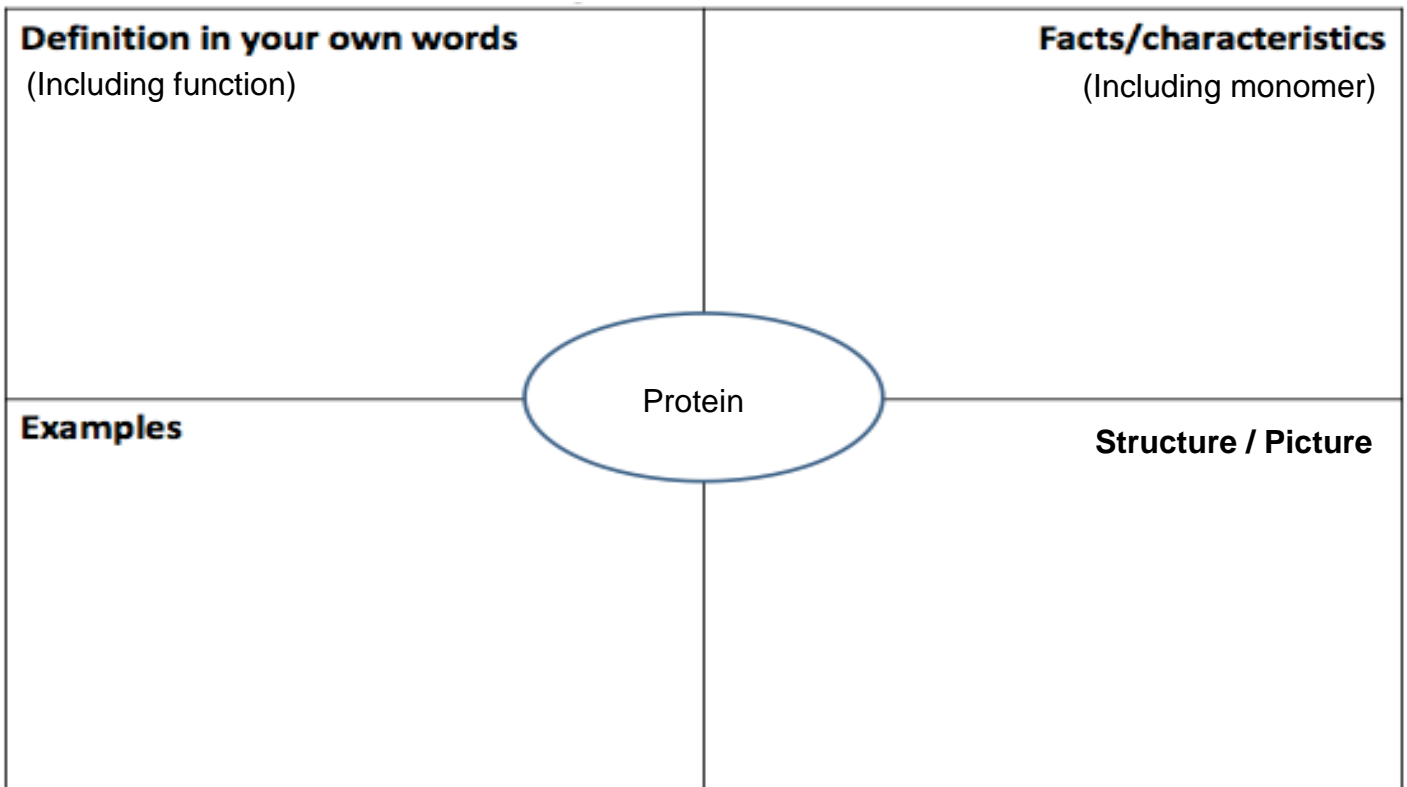 Definition in your own words
(Including function)
Facts/characteristics
(Including monomer)
Protein
Examples
Structure / Picture